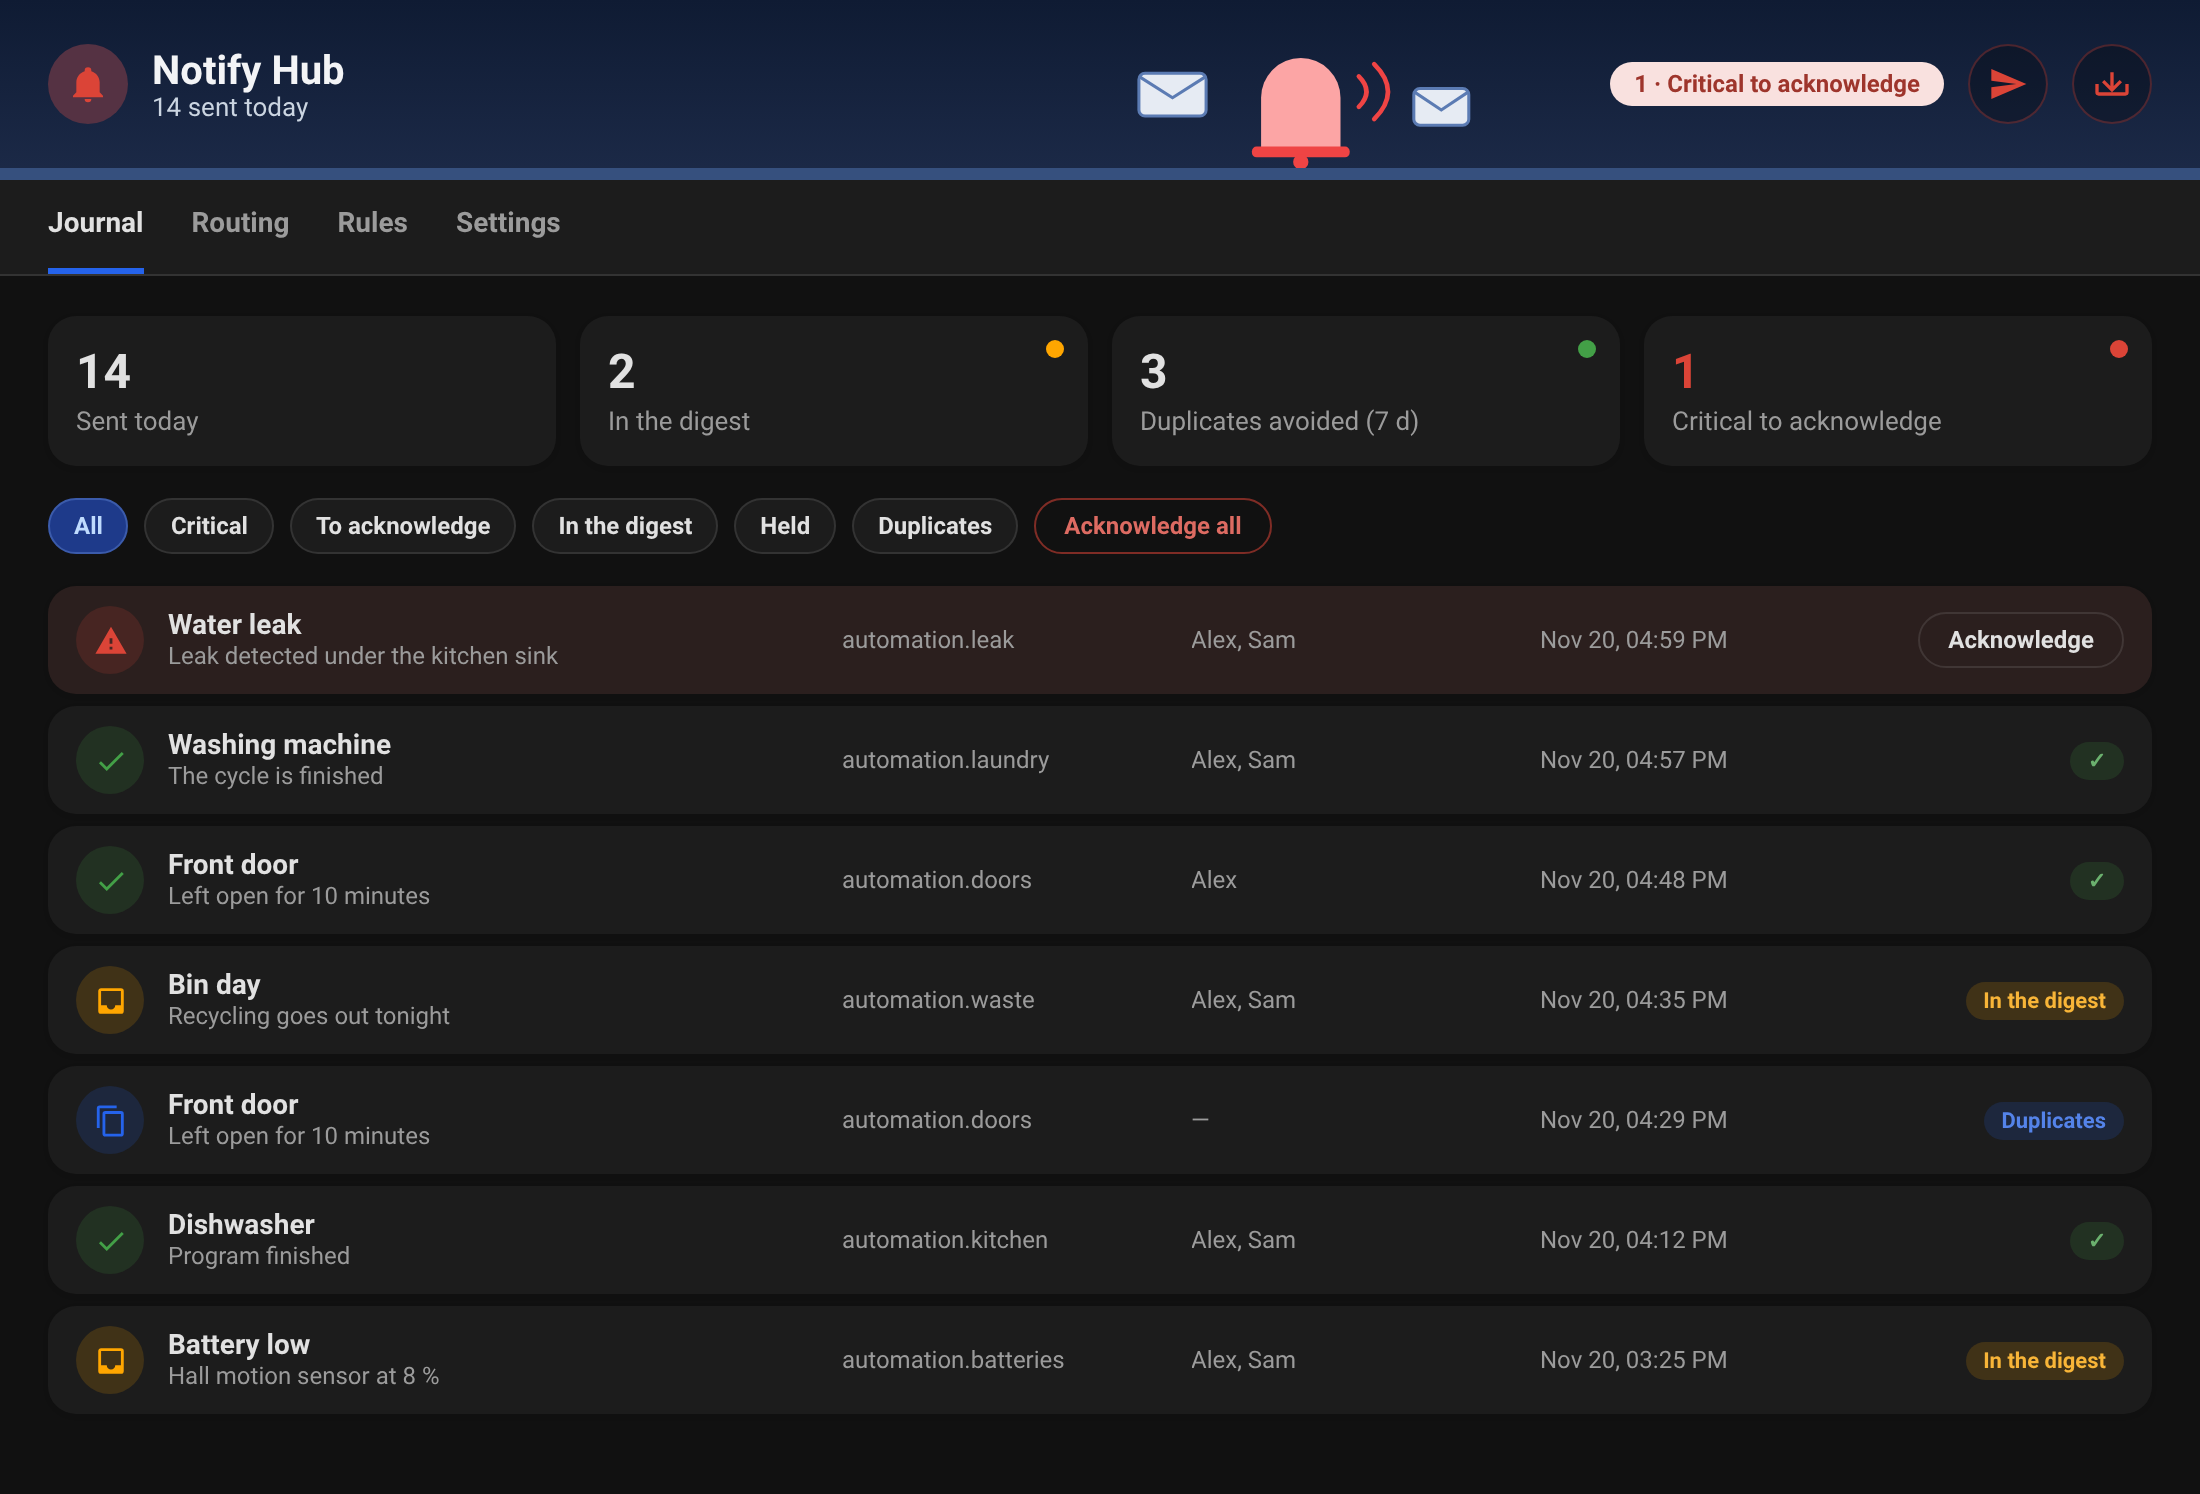 Notify Hub
14 sent today
1 · Critical to acknowledge
Journal Routing Rules Settings
14
Sent today
2
In the digest
3
Duplicates avoided (7 d)
1
Critical to acknowledge
All Critical To acknowledge In the digest Held Duplicates Acknowledge all
Water leak
Leak detected under the kitchen sink
automation.leak
Alex, Sam
Nov 20, 04:59 PM
Acknowledge
Washing machine
The cycle is finished
automation.laundry
Alex, Sam
Nov 20, 04:57 PM
✓
Front door
Left open for 10 minutes
automation.doors
Alex
Nov 20, 04:48 PM
✓
Bin day
Recycling goes out tonight
automation.waste
Alex, Sam
Nov 20, 04:35 PM
In the digest
Front door
Left open for 10 minutes
automation.doors
—
Nov 20, 04:29 PM
Duplicates
Dishwasher
Program finished
automation.kitchen
Alex, Sam
Nov 20, 04:12 PM
✓
Battery low
Hall motion sensor at 8 %
automation.batteries
Alex, Sam
Nov 20, 03:25 PM
In the digest